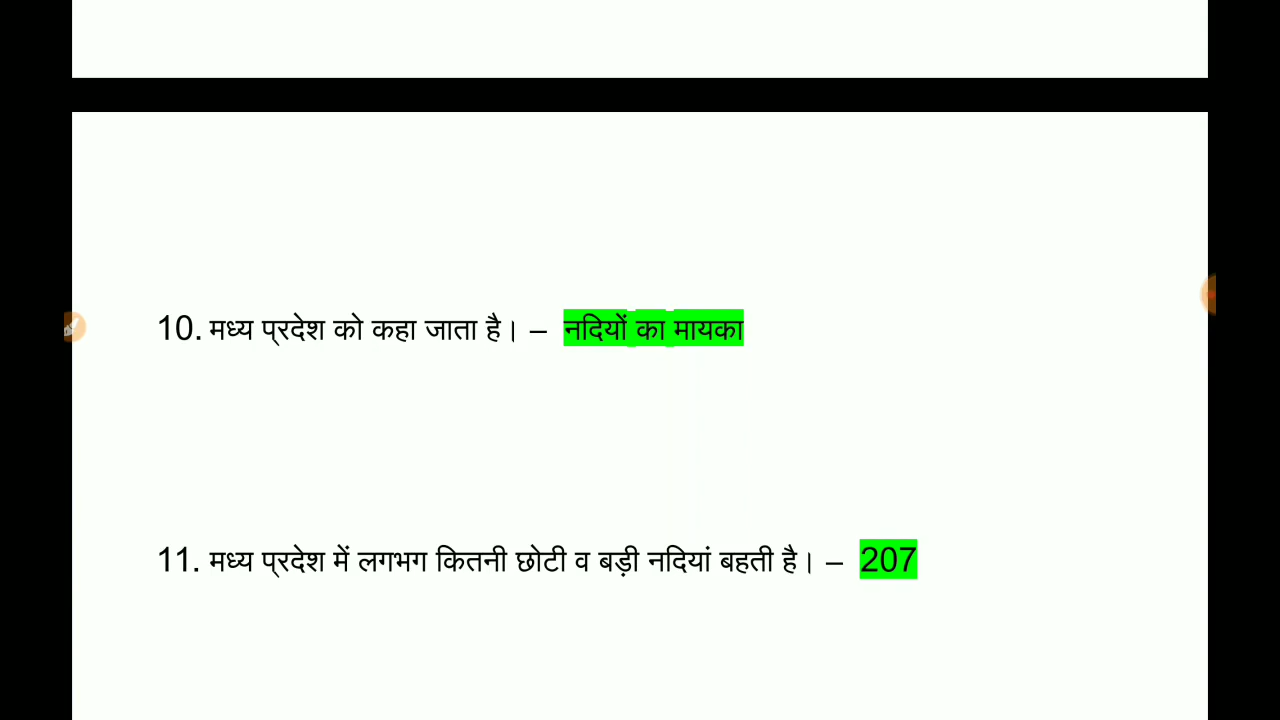 10. मध्य प्रदेश को कहा जाता है। – नदियों का मायका
11. मध्य प्रदेश में लगभग कितनी छोटी व बड़ी नदियां बहती है। – 207